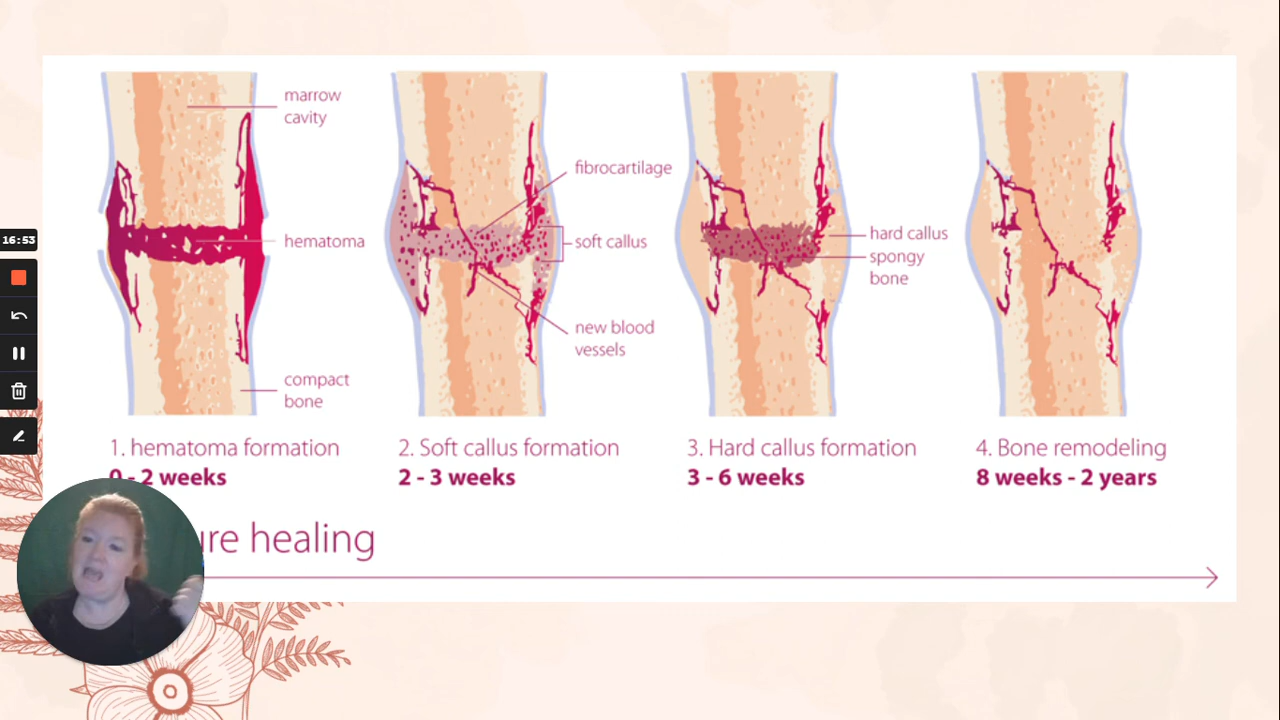 marrow
cavity
hematoma
compact
bone
fibrocartilage
soft callus
new blood
vessels
hard callus
spongy
bone
1. hematoma formation
0 - 2 weeks
2. Soft callus formation
2 - 3 weeks
3. Hard callus formation
3 - 6 weeks
4. Bone remodeling
8 weeks - 2 years
healing
16:53